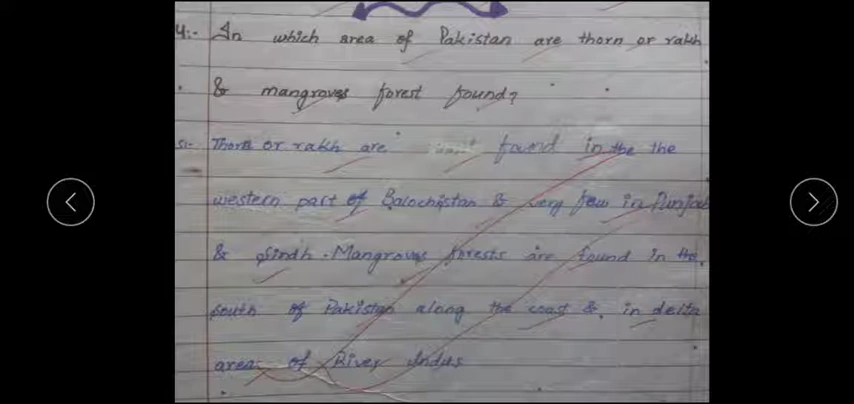 4:- In which area of Pakistan are thorn or rakh
& mangroves forest found?
S:- Thorn or rakh are found in the the
western part of Balochistan & very few in Punjab
& Sindh. Mangroves forests are found in the
south of Pakistan along the coast & in delta
areas of River Indus